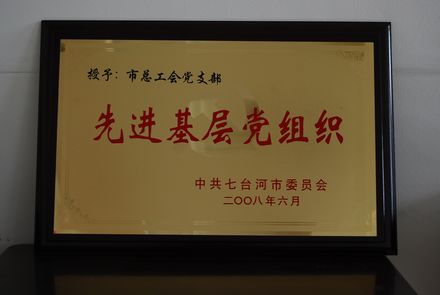 授予：市总工会党支部
先进基层党组织
中共七台河市委员会
二〇〇八年六月